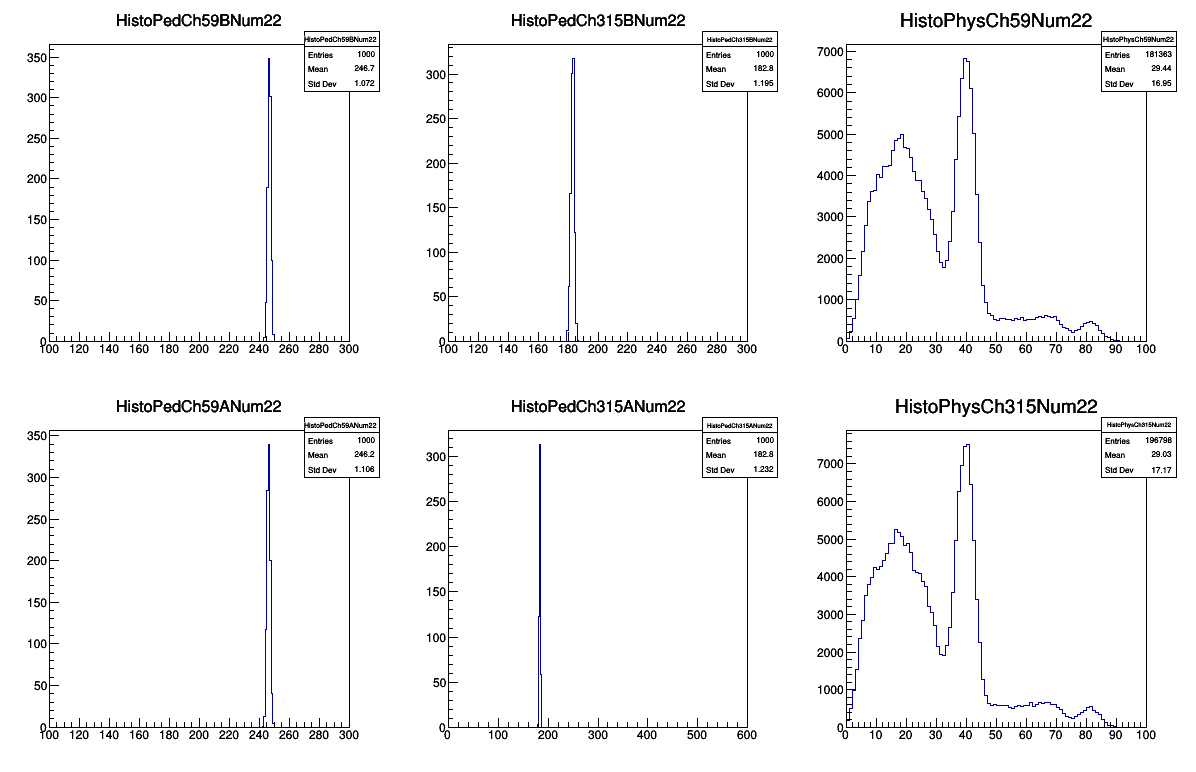 HistoPedCh59BNum22
HistoPedCh59BNum22
Entries 1000
Mean 246.7
Std Dev 1.072
350
300
250
200
150
100
50
0
100 120 140 160 180 200 220 240 260 280 300
HistoPedCh315BNum22
HistoPedCh315BNum22
Entries 1000
Mean 182.8
Std Dev 1.195
300
250
200
150
100
50
0
100 120 140 160 180 200 220 240 260 280 300
HistoPhysCh59Num22
HistoPhysCh59Num22
Entries 181363
Mean 29.44
Std Dev 16.95
7000
6000
5000
4000
3000
2000
1000
0
0 10 20 30 40 50 60 70 80 90 100
HistoPedCh59ANum22
HistoPedCh59ANum22
Entries 1000
Mean 246.2
Std Dev 1.106
350
300
250
200
150
100
50
0
100 120 140 160 180 200 220 240 260 280 300
HistoPedCh315ANum22
HistoPedCh315ANum22
Entries 1000
Mean 182.8
Std Dev 1.232
300
250
200
150
100
50
0
0 100 200 300 400 500 600
HistoPhysCh315Num22
HistoPhysCh315Num22
Entries 196798
Mean 29.03
Std Dev 17.17
7000
6000
5000
4000
3000
2000
1000
0
0 10 20 30 40 50 60 70 80 90 100